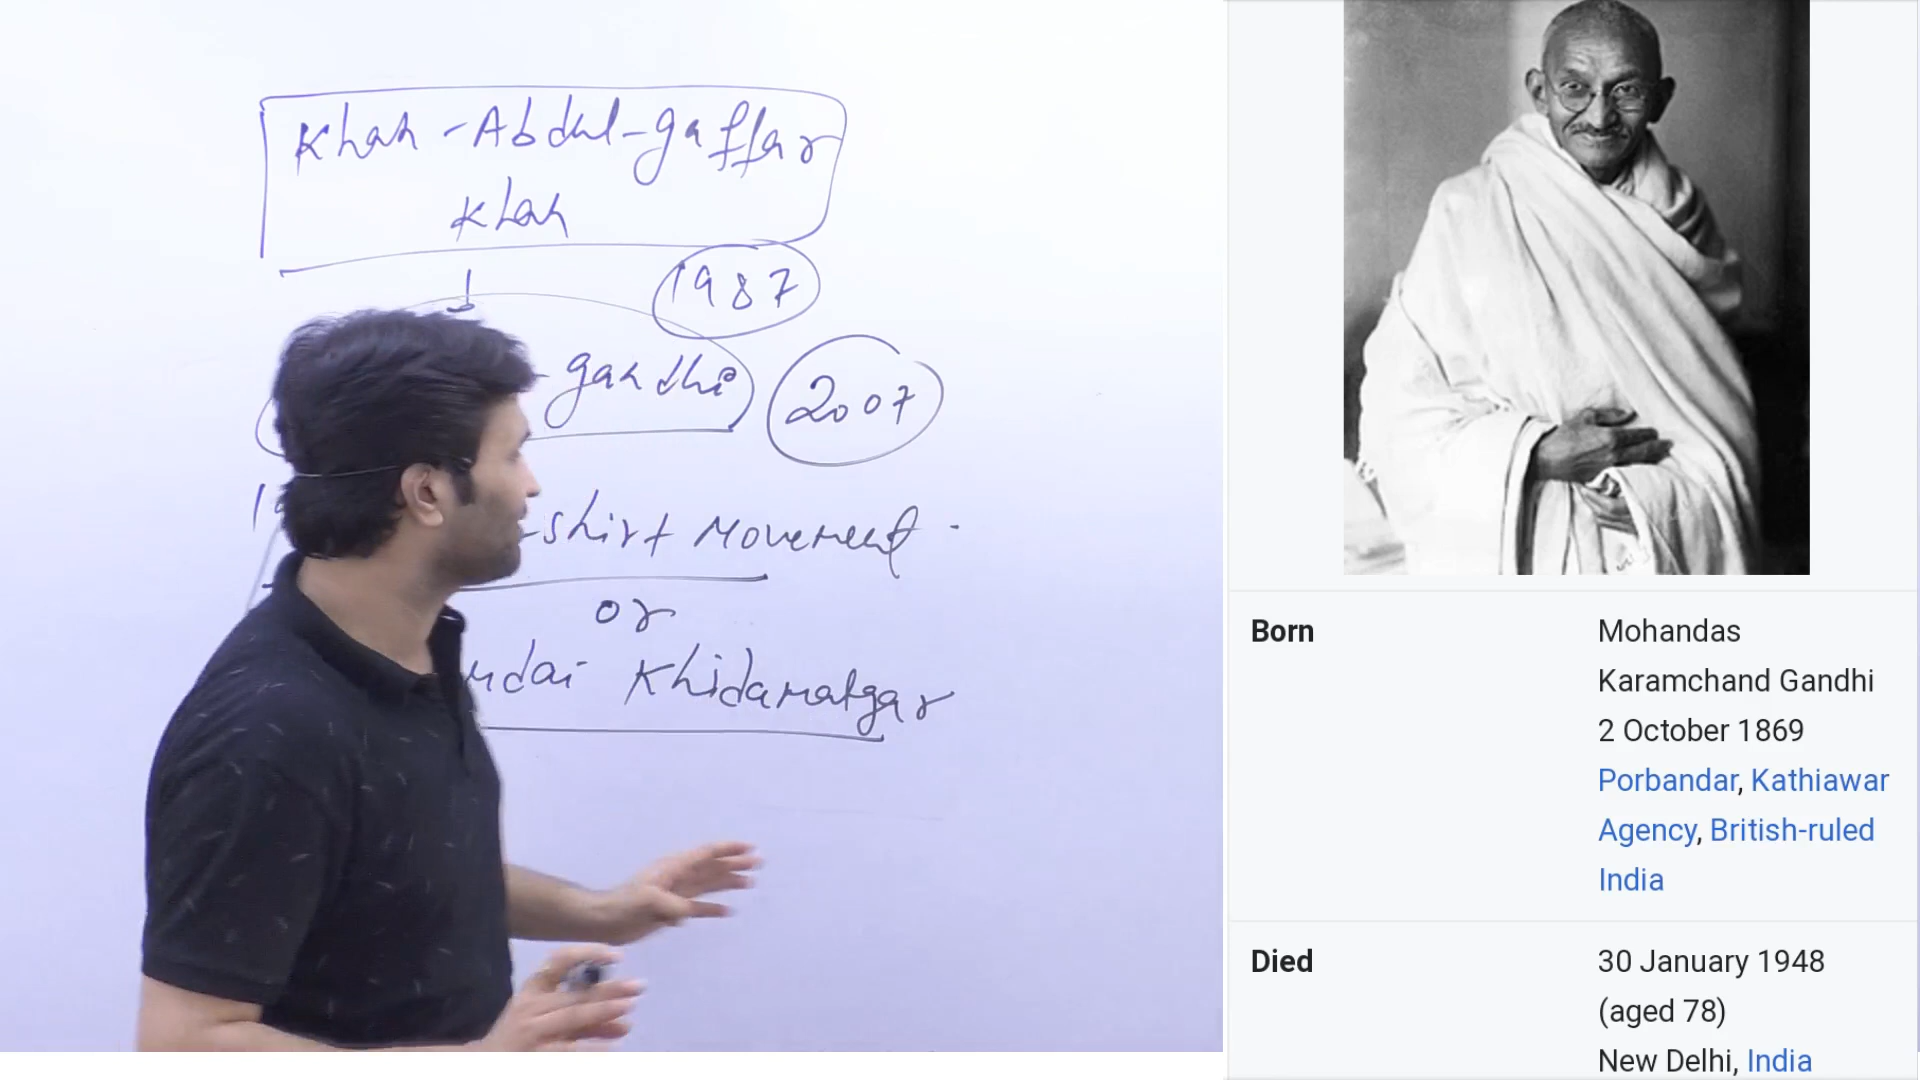 Khan - Abdul - gaffar
Khan
1987
- gandhi
2007
-shirt Movement -
or
udai Khidamatgar
Born
Mohandas
Karamchand Gandhi
2 October 1869
Porbandar, Kathiawar
Agency, British-ruled
India
Died
30 January 1948
(aged 78)
New Delhi, India